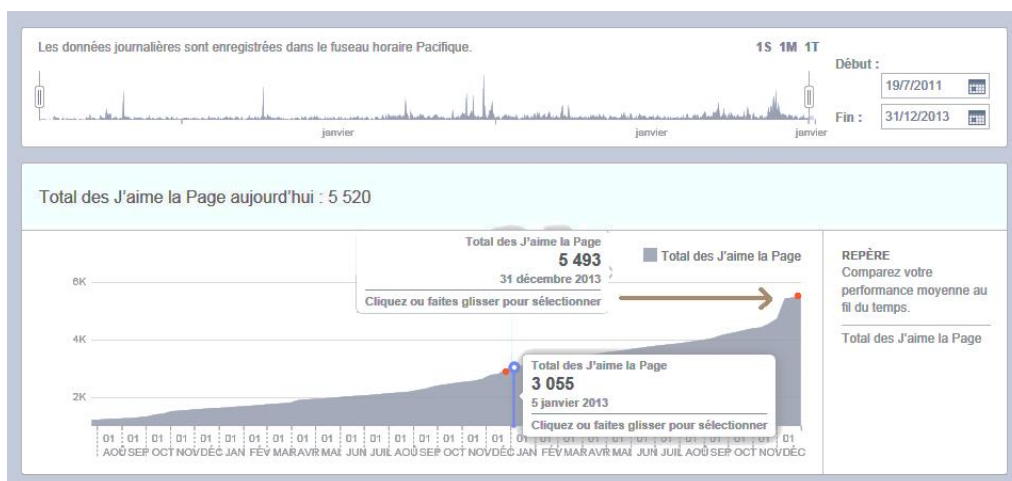 Les données journalières sont enregistrées dans le fuseau horaire Pacifique.
1S 1M 1T
Début :
19/7/2011
Fin : 31/12/2013
janvier janvier janvier
Total des J'aime la Page aujourd'hui : 5 520
Total des J'aime la Page
5 493
31 décembre 2013
Cliquez ou faites glisser pour sélectionner
Total des J'aime la Page
REPÈRE
Comparez votre
performance moyenne au
fil du temps.
Total des J'aime la Page
6K
4K
2K
Total des J'aime la Page
3 055
5 janvier 2013
Cliquez ou faites glisser pour sélectionner
01 01 01 01 01 01 01 01 01 01 01 01 01 01 01 01 01 01 01 01 01 01 01 01 01 01 01 01 01
AOÛ SEP OCT NOV DÉC JAN FÉV MAR AVR MAI JUN JUIL AOÛ SEP OCT NOV DÉC JAN FÉV MAR AVR MAI JUN JUIL AOÛ SEP OCT NOV DÉC